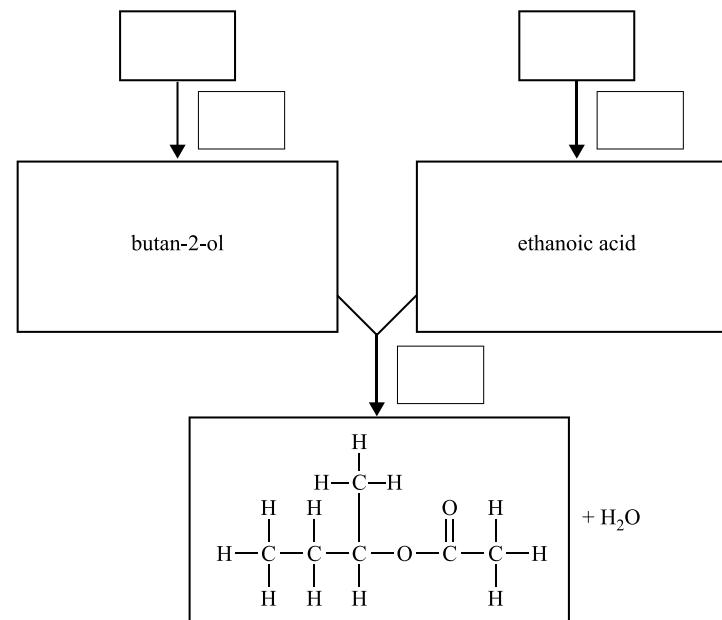 butan-2-ol
ethanoic acid
H
H C H
H H O H
H C C C O C C H
H H H H
+ H₂O